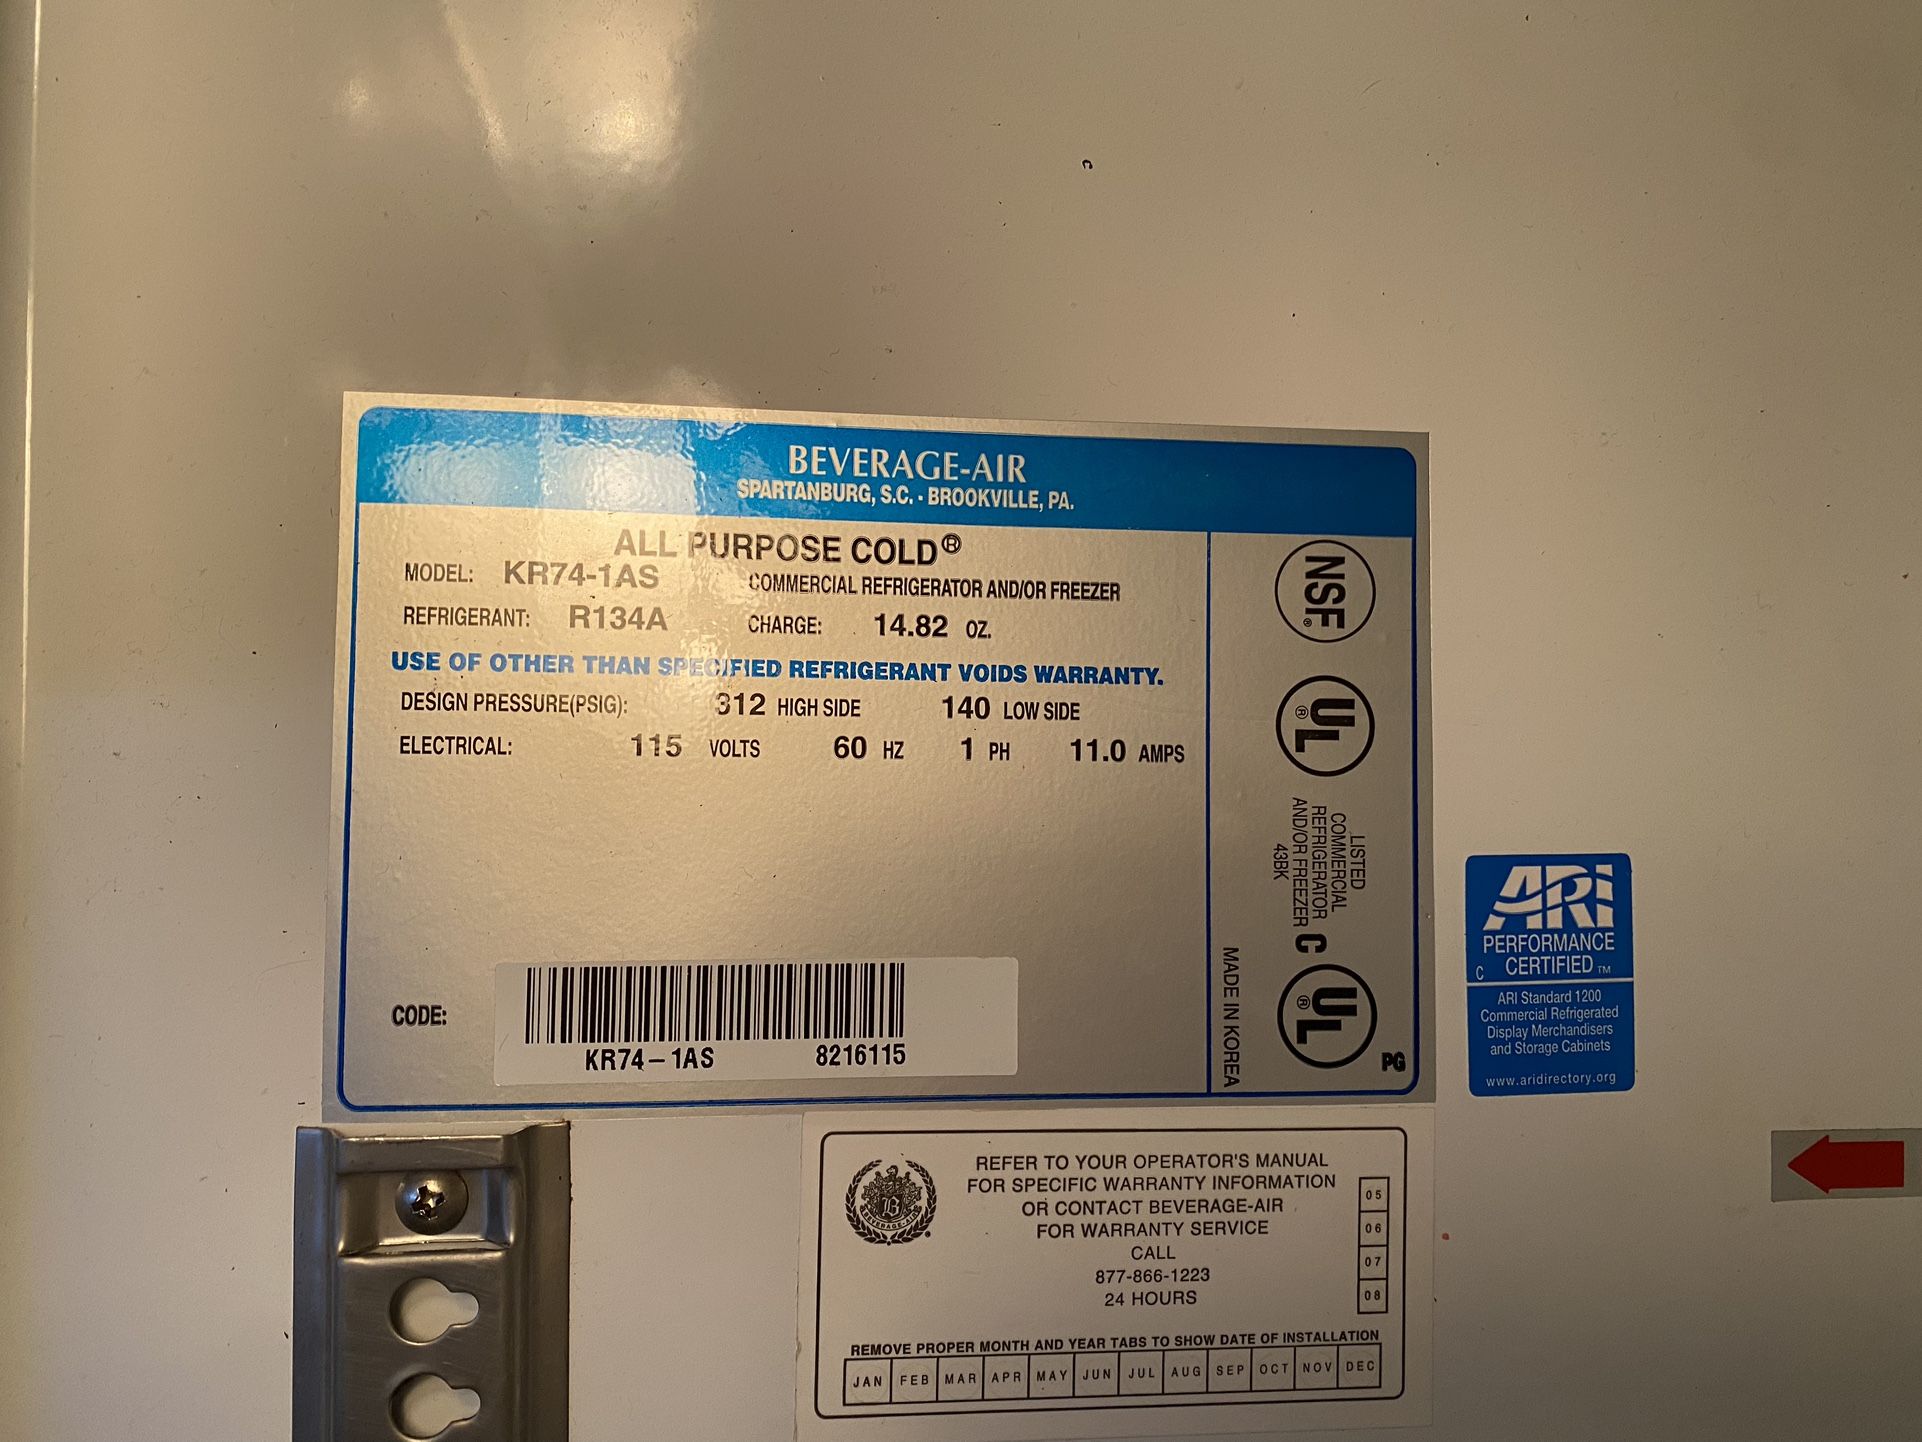 BEVERAGE-AIR
SPARTANBURG, S.C. - BROOKVILLE, PA.
ALL PURPOSE COLD®
MODEL: KR74-1AS COMMERCIAL REFRIGERATOR AND/OR FREEZER
REFRIGERANT: R134A CHARGE: 14.82 OZ.
USE OF OTHER THAN SPECIFIED REFRIGERANT VOIDS WARRANTY.
DESIGN PRESSURE(PSIG): 312 HIGH SIDE 140 LOW SIDE
ELECTRICAL: 115 VOLTS 60 HZ 1 PH 11.0 AMPS
CODE:
KR74-1AS 8216115
NSF®
UL®
LISTED
COMMERCIAL
REFRIGERATOR
AND/OR FREEZER
43BK
C UL®
MADE IN KOREA
PG
ARI
PERFORMANCE
C CERTIFIED TM
ARI Standard 1200
Commercial Refrigerated
Display Merchandisers
and Storage Cabinets
www.aridirectory.org
B
BEVERAGE-AIR
REFER TO YOUR OPERATOR'S MANUAL
FOR SPECIFIC WARRANTY INFORMATION
OR CONTACT BEVERAGE-AIR
FOR WARRANTY SERVICE
CALL
877-866-1223
24 HOURS
05
06
07
08
REMOVE PROPER MONTH AND YEAR TABS TO SHOW DATE OF INSTALLATION
JAN FEB MAR APR MAY JUN JUL AUG SEP OCT NOV DEC